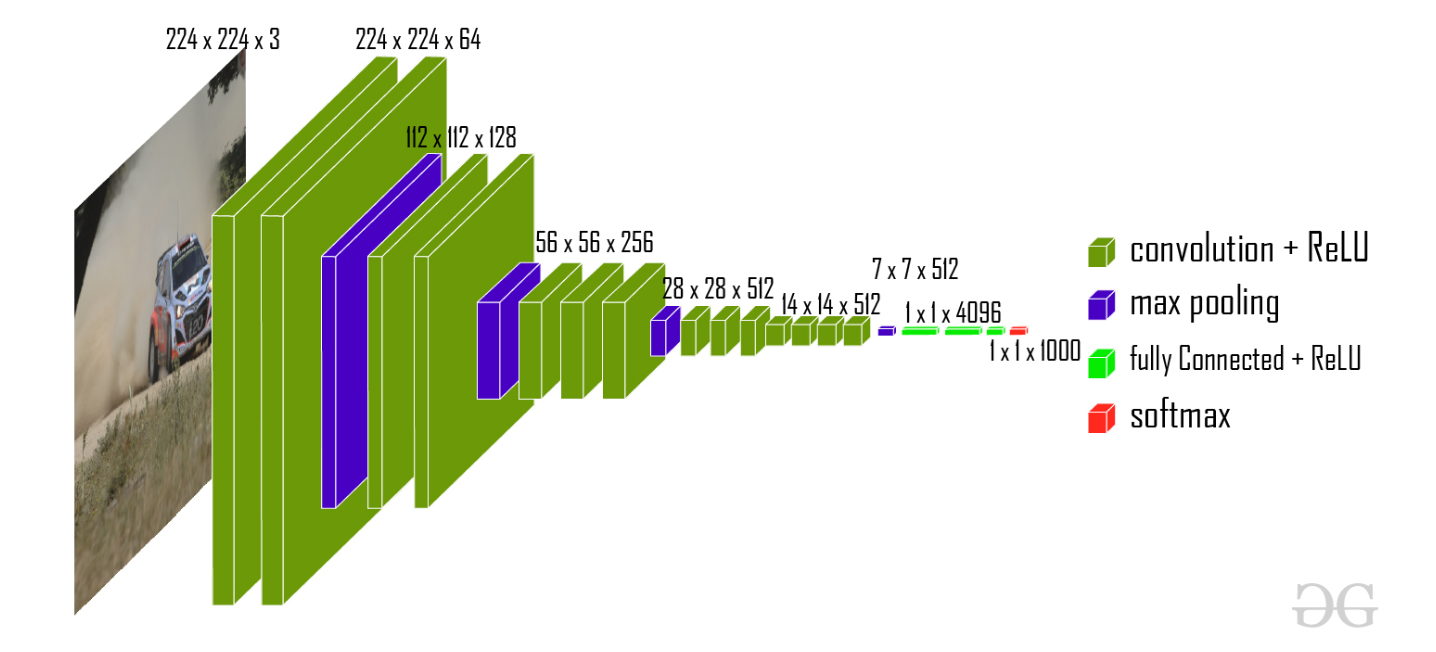 224 x 224 x 3
224 x 224 x 64
112 x 112 x 128
56 x 56 x 256
28 x 28 x 512
14 x 14 x 512
7 x 7 x 512
1 x 1 x 4096
1 x 1 x 1000
convolution + ReLU
max pooling
fully Connected + ReLU
softmax